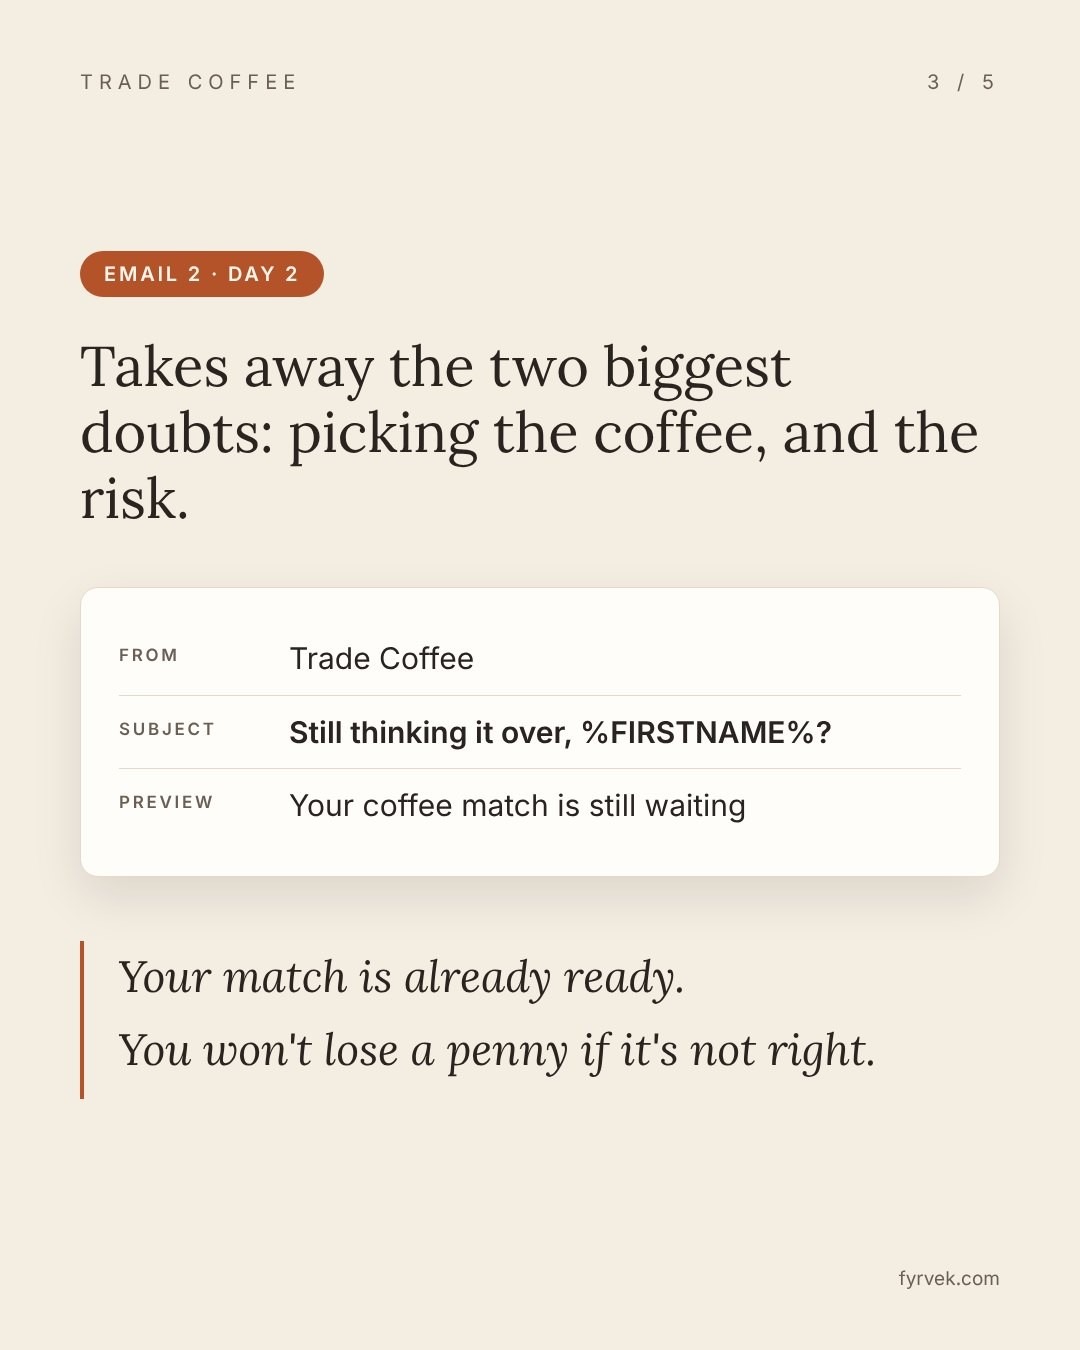 TRADE COFFEE
3 / 5
EMAIL 2 · DAY 2
Takes away the two biggest
doubts: picking the coffee, and the
risk.
FROM Trade Coffee
SUBJECT Still thinking it over, %FIRSTNAME%?
PREVIEW Your coffee match is still waiting
Your match is already ready.
You won't lose a penny if it's not right.
fyrvek.com